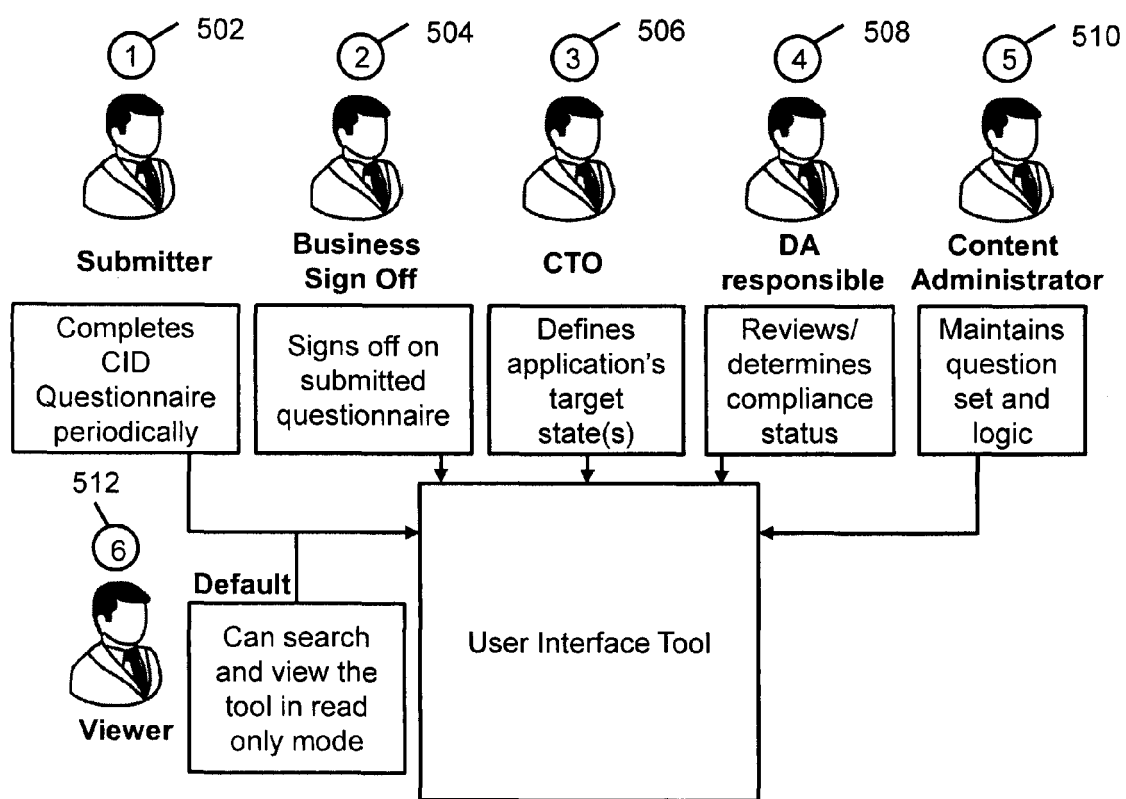 502
504
506
508
510
1
2
3
4
5
Submitter
Business
Sign Off
CTO
DA
responsible
Content
Administrator
Completes
CID
Questionnaire
periodically
Signs off on
submitted
questionnaire
Defines
application's
target
state(s)
Reviews/
determines
compliance
status
Maintains
question
set and
logic
512
6
Viewer
Default
Can search
and view the
tool in read
only mode
User Interface Tool